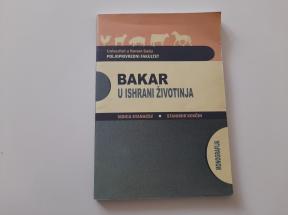 Univerzitet u Novom Sadu
POLJOPRIVREDNI FAKULTET
BAKAR
U ISHRANI ŽIVOTINJA
MONOGRAFIJA